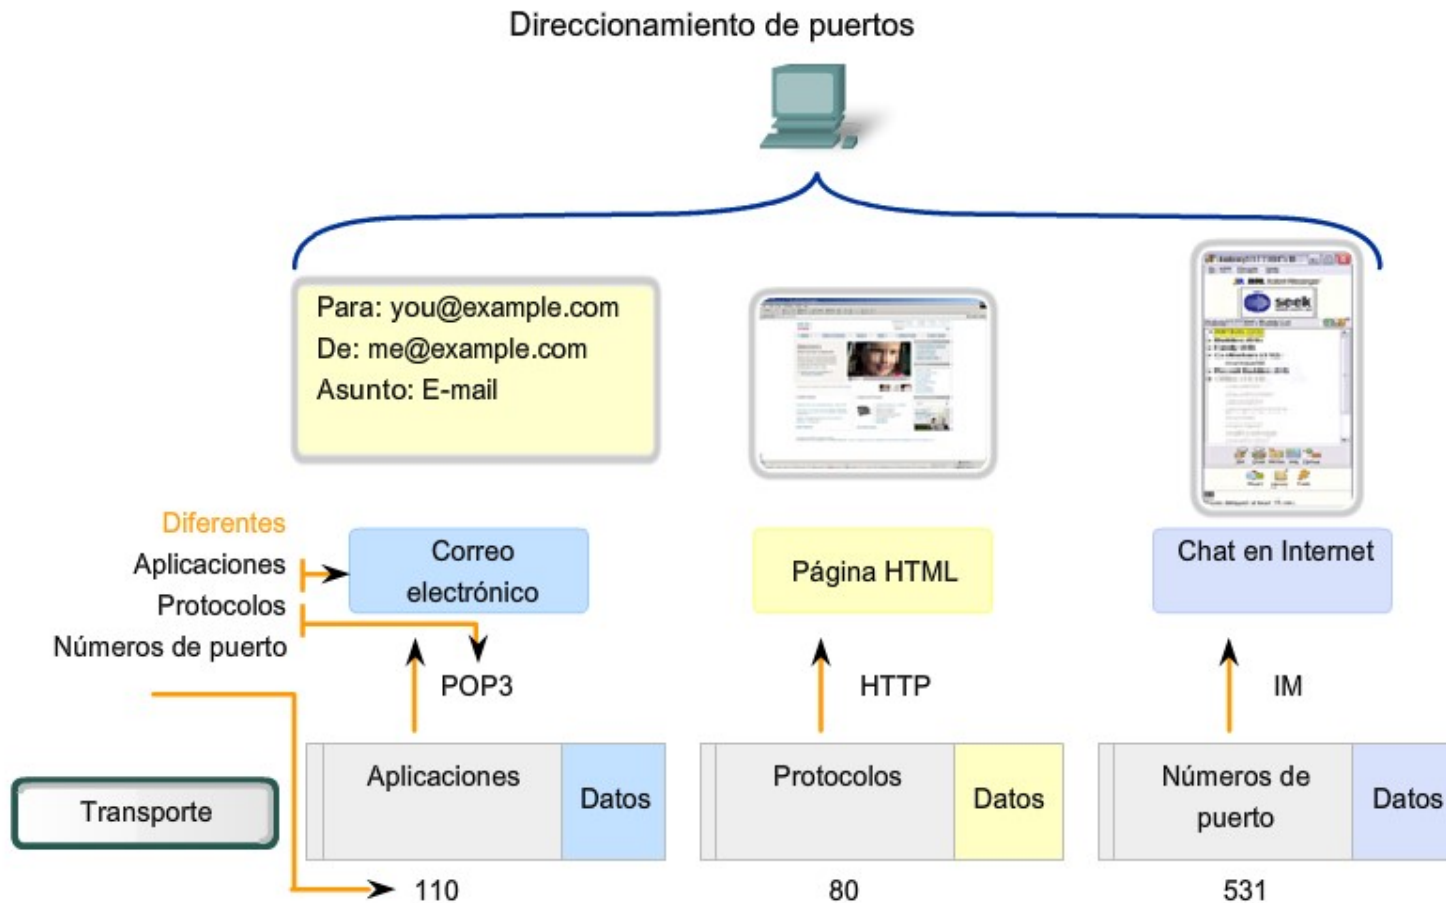 Direccionamiento de puertos
Para: you@example.com
De: me@example.com
Asunto: E-mail
seek
Diferentes
Aplicaciones
Protocolos
Números de puerto
Correo
electrónico
Página HTML
Chat en Internet
POP3
HTTP
IM
Transporte
Aplicaciones
Datos
Protocolos
Datos
Números de
puerto
Datos
110
80
531